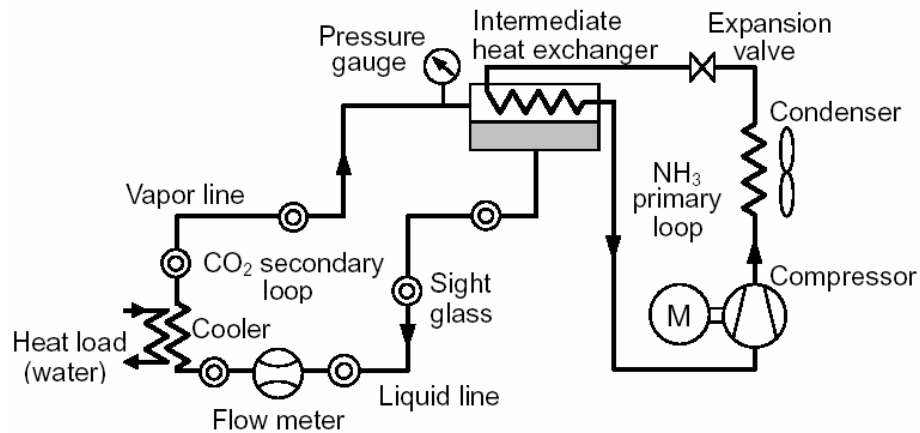 Pressure
gauge
Intermediate
heat exchanger
Expansion
valve
Condenser
Vapor line
NH₃
primary
loop
CO₂ secondary
loop
Sight
glass
Compressor
M
Heat load
(water)
Cooler
Flow meter
Liquid line